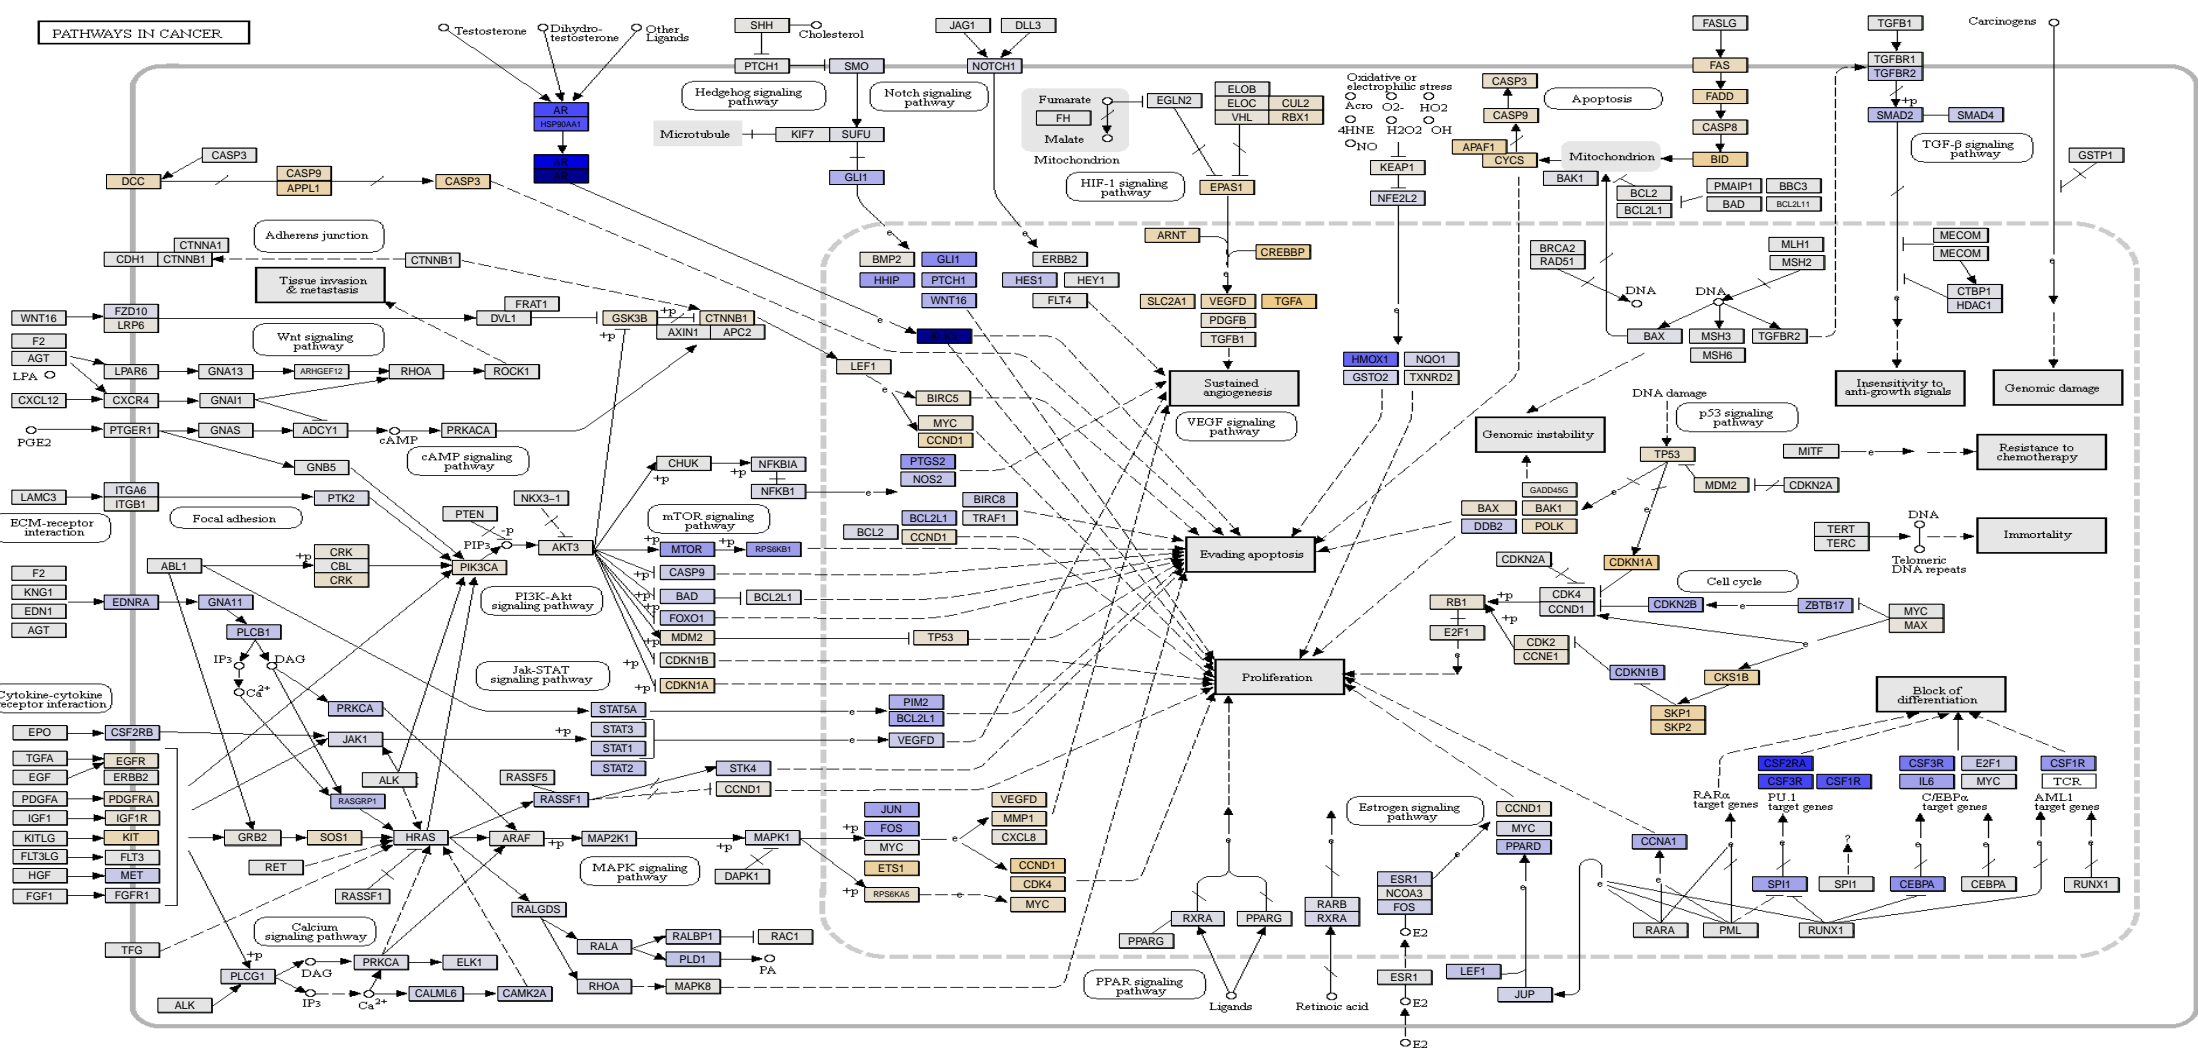 PATHWAYS IN CANCER
Testosterone
Dihydro-
testosterone
Other
Ligands
AR
HSP90AA1
AR
AR
SHH
Cholesterol
PTCH1
SMO
Hedgehog signaling
pathway
Microtubule
KIF7
SUFU
GLI1
JAG1
DLL3
NOTCH1
Notch signaling
pathway
Fumarate
FH
Malate
Mitochondrion
EGLN2
ELOB
ELOC
CUL2
VHL
RBX1
HIF-1 signaling
pathway
EPAS1
Oxidative or
electrophilic stress
Acro
O2-
HO2
4HNE
H2O2
OH
NO
KEAP1
NFE2L2
CASP3
CASP9
APAF1
CYCS
Apoptosis
Mitochondrion
FASLG
FAS
FADD
CASP8
BID
BAK1
BCL2
BCL2L1
PMAIP1
BBC3
BAD
BCL2L11
TGFB1
TGFBR1
TGFBR2
+p
SMAD2
SMAD4
TGF-β signaling
pathway
Carcinogens
GSTP1
CASP3
DCC
CASP9
APPL1
CASP3
Adherens junction
CTNNA1
CDH1
CTNNB1
CTNNB1
Tissue invasion
& metastasis
WNT16
FZD10
LRP6
FRAT1
DVL1
GSK3B
+p
CTNNB1
AXIN1
APC2
+p
Wnt signaling
pathway
F2
AGT
LPA
LPAR6
GNA13
ARHGEF12
RHOA
ROCK1
CXCL12
CXCR4
GNAI1
PGE2
PTGER1
GNAS
ADCY1
cAMP
PRKACA
cAMP signaling
pathway
GNB5
LEF1
e
e
BMP2
GLI1
HHIP
PTCH1
WNT16
e
e
ERBB2
HES1
HEY1
FLT4
ARNT
CREBBP
e
SLC2A1
VEGFD
TGFA
PDGFB
TGFB1
Sustained
angiogenesis
VEGF signaling
pathway
e
HMOX1
NQO1
GSTO2
TXNRD2
BRCA2
RAD51
DNA
DNA
MLH1
MSH2
BAX
MSH3
TGFBR2
MSH6
MECOM
MECOM
CTBP1
HDAC1
e
e
Insensitivity to
anti-growth signals
Genomic damage
BIRC5
MYC
CCND1
PTGS2
NOS2
Genomic instability
DNA damage
p53 signaling
pathway
TP53
MDM2
CDKN2A
MITF
e
Resistance to
chemotherapy
LAMC3
ITGA6
ITGB1
PTK2
ECM-receptor
interaction
Focal adhesion
PTEN
NKX3-1
-p
PIP3
+p
AKT3
CHUK
+p
NFKBIA
+p
NFKB1
e
mTOR signaling
pathway
+p
MTOR
+p
RPS6KB1
BIRC8
BCL2L1
TRAF1
BCL2
CCND1
Evading apoptosis
GADD45G
BAX
BAK1
DDB2
POLK
e
e
TERT
TERC
DNA
Telomeric
DNA repeats
Immortality
ABL1
+p
CRK
CBL
CRK
PIK3CA
PI3K-Akt
signaling pathway
+p
CASP9
+p
BAD
BCL2L1
+p
FOXO1
+p
MDM2
TP53
+p
CDKN1B
+p
CDKN1A
F2
KNG1
EDN1
AGT
EDNRA
GNA11
PLCB1
IP3
DAG
Ca2+
PRKCA
Jak-STAT
signaling pathway
CDKN2A
CDKN1A
CDK4
CCND1
Cell cycle
RB1
+p
+p
E2F1
e
CDK2
CCNE1
CDKN2B
e
ZBTB17
MYC
MAX
e
CDKN1B
CKS1B
SKP1
SKP2
Proliferation
Cytokine-cytokine
receptor interaction
EPO
CSF2RB
JAK1
+p
STAT5A
STAT3
STAT1
STAT2
e
PIM2
BCL2L1
e
VEGFD
TGFA
EGF
EGFR
ERBB2
PDGFA
PDGFRA
IGF1
IGF1R
KITLG
KIT
FLT3LG
FLT3
HGF
MET
FGF1
FGFR1
ALK
RASGRP1
RASSF5
RASSF1
STK4
CCND1
GRB2
SOS1
HRAS
ARAF
+p
MAP2K1
MAPK1
+p
DAPK1
MAPK signaling
pathway
RET
RASSF1
+p
JUN
FOS
MYC
ETS1
+p
RPS6KA5
e
e
VEGFD
MMP1
CXCL8
CCND1
CDK4
MYC
Block of
differentiation
CSF2RA
CSF3R
CSF1R
CSF3R
E2F1
IL6
MYC
CSF1R
TCR
RARα
target genes
PU.1
target genes
C/EBPα
target genes
AML1
target genes
Estrogen signaling
pathway
CCND1
MYC
PPARD
CCNA1
e
e
e
e
e
e
e
?
SPI1
SPI1
CEBPA
CEBPA
RUNX1
e
RARA
PML
RUNX1
TFG
Calcium
signaling pathway
+p
PLCG1
DAG
IP3
Ca2+
PRKCA
ELK1
CALML6
CAMK2A
ALK
RALGDS
RALA
RALBP1
RAC1
PLD1
PA
RHOA
MAPK8
PPARG
RXRA
PPARG
e
PPAR signaling
pathway
Ligands
RARB
RXRA
e
Retinoic acid
ESR1
NCOA3
FOS
e
E2
ESR1
E2
E2
LEF1
JUP
e